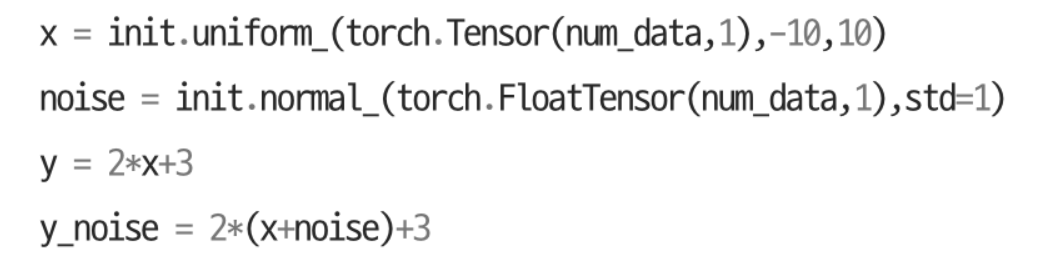 x = init.uniform_(torch.Tensor(num_data,1),-10,10)
noise = init.normal_(torch.FloatTensor(num_data,1),std=1)
y = 2*x+3
y_noise = 2*(x+noise)+3